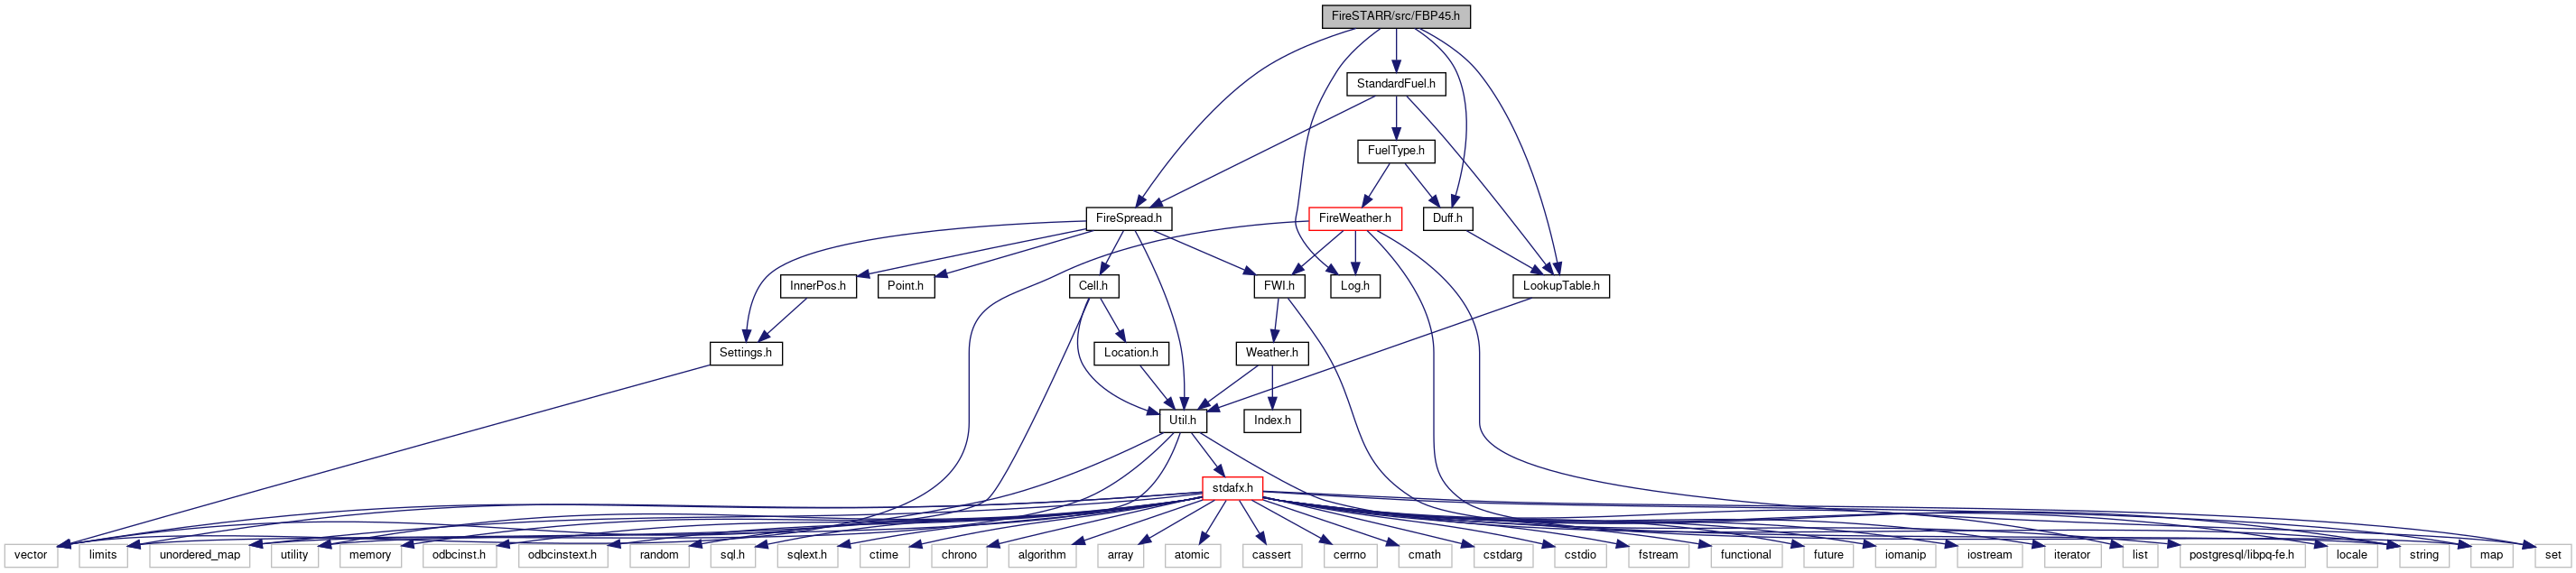 FireSTARR/src/FBP45.h
StandardFuel.h
FuelType.h
FireSpread.h
FireWeather.h
Duff.h
InnerPos.h
Point.h
Cell.h
FWI.h
Log.h
LookupTable.h
Settings.h
Location.h
Weather.h
Util.h
Index.h
stdafx.h
vector
limits
unordered_map
utility
memory
odbcinst.h
odbcinstext.h
random
sql.h
sqlext.h
ctime
chrono
algorithm
array
atomic
cassert
cerrno
cmath
cstdarg
cstdio
fstream
functional
future
iomanip
iostream
iterator
list
postgresql/libpq-fe.h
locale
string
map
set